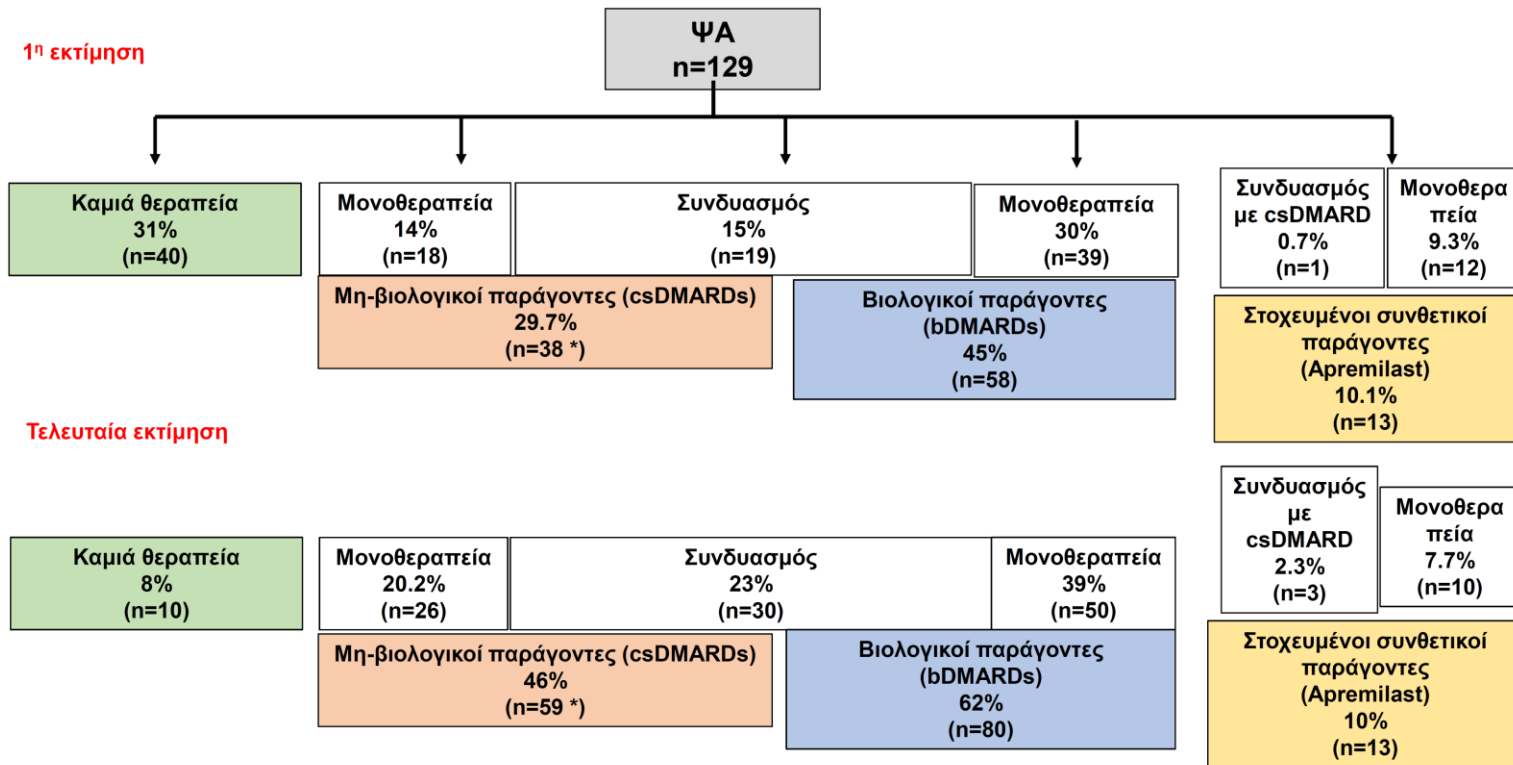 1η εκτίμηση
ΨΑ
n=129
Καμιά θεραπεία
31%
(n=40)
Μονοθεραπεία
14%
(n=18)
Συνδυασμός
15%
(n=19)
Μονοθεραπεία
30%
(n=39)
Συνδυασμός
με csDMARD
0.7%
(n=1)
Μονοθερα
πεία
9.3%
(n=12)
Μη-βιολογικοί παράγοντες (csDMARDs)
29.7%
(n=38 *)
Βιολογικοί παράγοντες
(bDMARDs)
45%
(n=58)
Στοχευμένοι συνθετικοί
παράγοντες
(Apremilast)
10.1%
(n=13)
Τελευταία εκτίμηση
Καμιά θεραπεία
8%
(n=10)
Μονοθεραπεία
20.2%
(n=26)
Συνδυασμός
23%
(n=30)
Μονοθεραπεία
39%
(n=50)
Συνδυασμός
με
csDMARD
2.3%
(n=3)
Μονοθερα
πεία
7.7%
(n=10)
Μη-βιολογικοί παράγοντες (csDMARDs)
46%
(n=59 *)
Βιολογικοί παράγοντες
(bDMARDs)
62%
(n=80)
Στοχευμένοι συνθετικοί
παράγοντες
(Apremilast)
10%
(n=13)